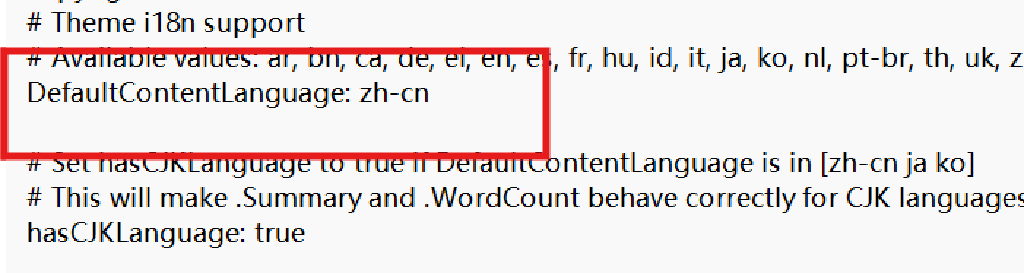 # Theme i18n support
# Available values: ar, bn, ca, de, el, en, es, fr, hu, id, it, ja, ko, nl, pt-br, th, uk, z
DefaultContentLanguage: zh-cn
# Set hasCJKLanguage to true if DefaultContentLanguage is in [zh-cn ja ko]
# This will make .Summary and .WordCount behave correctly for CJK languages
hasCJKLanguage: true